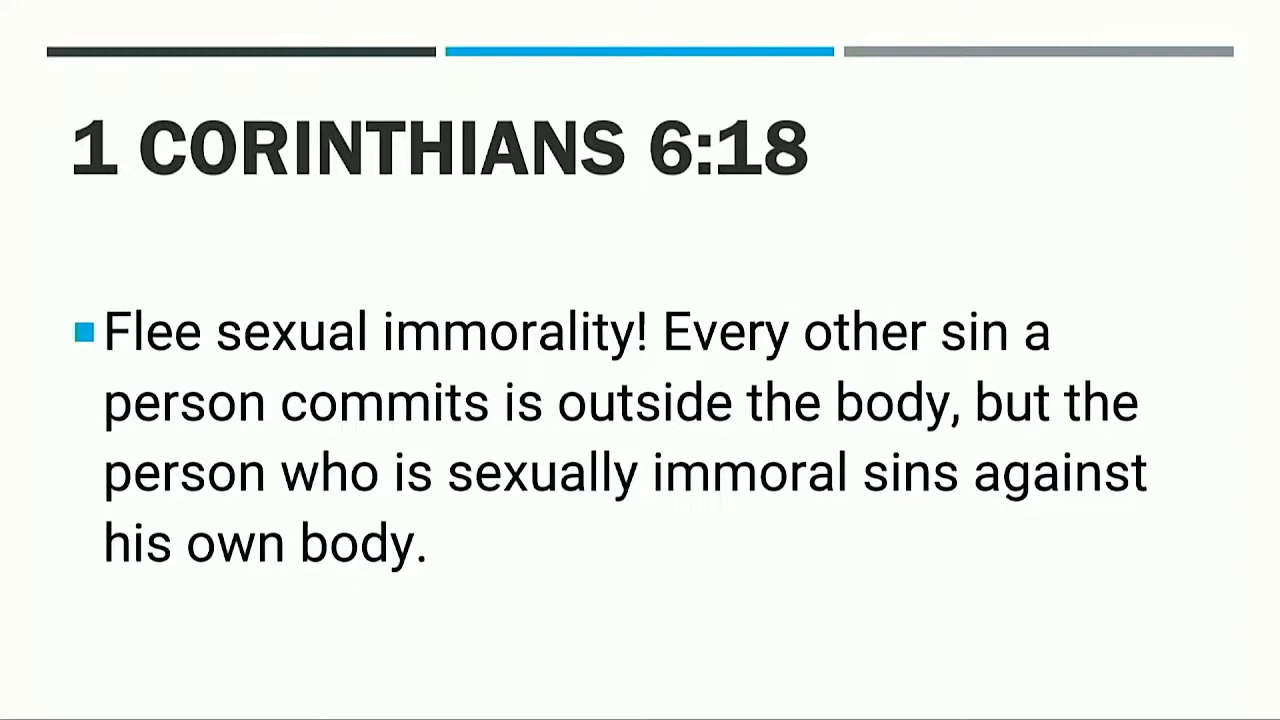 1 CORINTHIANS 6:18
Flee sexual immorality! Every other sin a
person commits is outside the body, but the
person who is sexually immoral sins against
his own body.